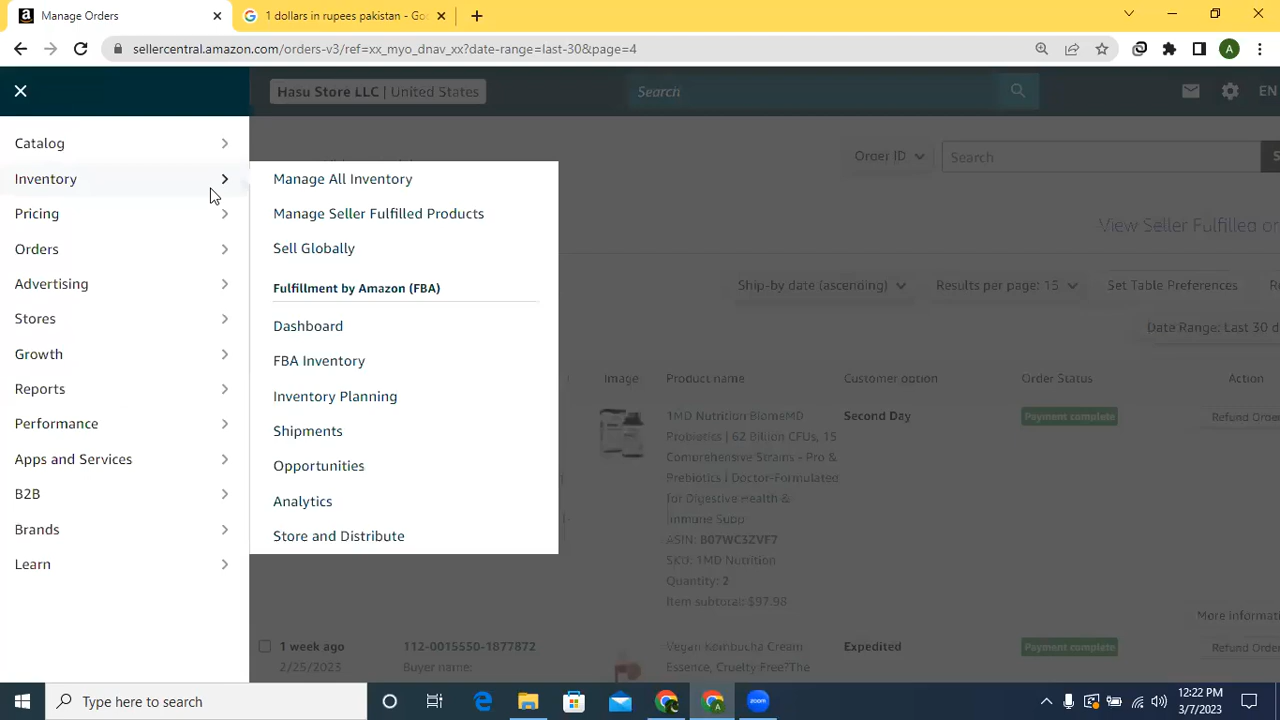 Manage Orders
1 dollars in rupees pakistan - Goo
sellercentral.amazon.com/orders-v3/ref=xx_myo_dnav_xx?date-range=last-30&page=4
A
Hasu Store LLC | United States
Search
EN
Catalog
Inventory
Pricing
Orders
Advertising
Stores
Growth
Reports
Performance
Apps and Services
B2B
Brands
Learn
Manage All Inventory
Manage Seller Fulfilled Products
Sell Globally
Fulfillment by Amazon (FBA)
Dashboard
FBA Inventory
Inventory Planning
Shipments
Opportunities
Analytics
Store and Distribute
Order ID
Search
S
View Seller Fulfilled or
Ship-by date (ascending)
Results per page: 15
Set Table Preferences
Re
Date Range: Last 30 d
Image
Product name
Customer option
Order Status
Action
1MD Nutrition BiomeMD
Probiotics | 62 Billion CFUs, 15
Comprehensive Strains - Pro &
Prebiotics | Doctor-Formulated
for Digestive Health &
Immune Supp
ASIN: B07WC3ZVF7
SKU: 1MD Nutrition
Quantity: 2
Item subtotal: $97.98
Second Day
Payment complete
Refund Orde
More informati
1 week ago
2/25/2023
112-0015550-1877872
Buyer name:
Vegan Kombucha Cream
Essence, Cruelty Free?The
Expedited
Payment complete
Refund Orde
Type here to search
zoom
12:22 PM
3/7/2023